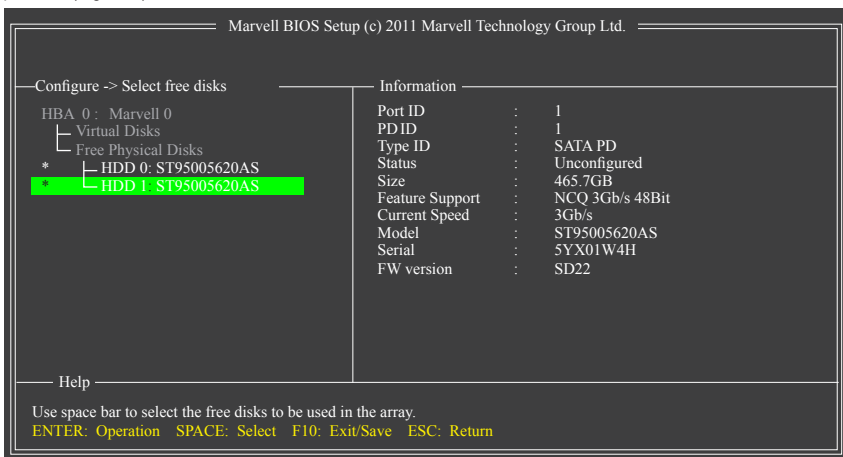 Marvell BIOS Setup (c) 2011 Marvell Technology Group Ltd.
Configure -> Select free disks
HBA 0 : Marvell 0
Virtual Disks
Free Physical Disks
* HDD 0: ST95005620AS
* HDD 1: ST95005620AS
Information
Port ID : 1
PD ID : 1
Type ID : SATA PD
Status : Unconfigured
Size : 465.7GB
Feature Support : NCQ 3Gb/s 48Bit
Current Speed : 3Gb/s
Model : ST95005620AS
Serial : 5YX01W4H
FW version : SD22
Help
Use space bar to select the free disks to be used in the array.
ENTER: Operation SPACE: Select F10: Exit/Save ESC: Return